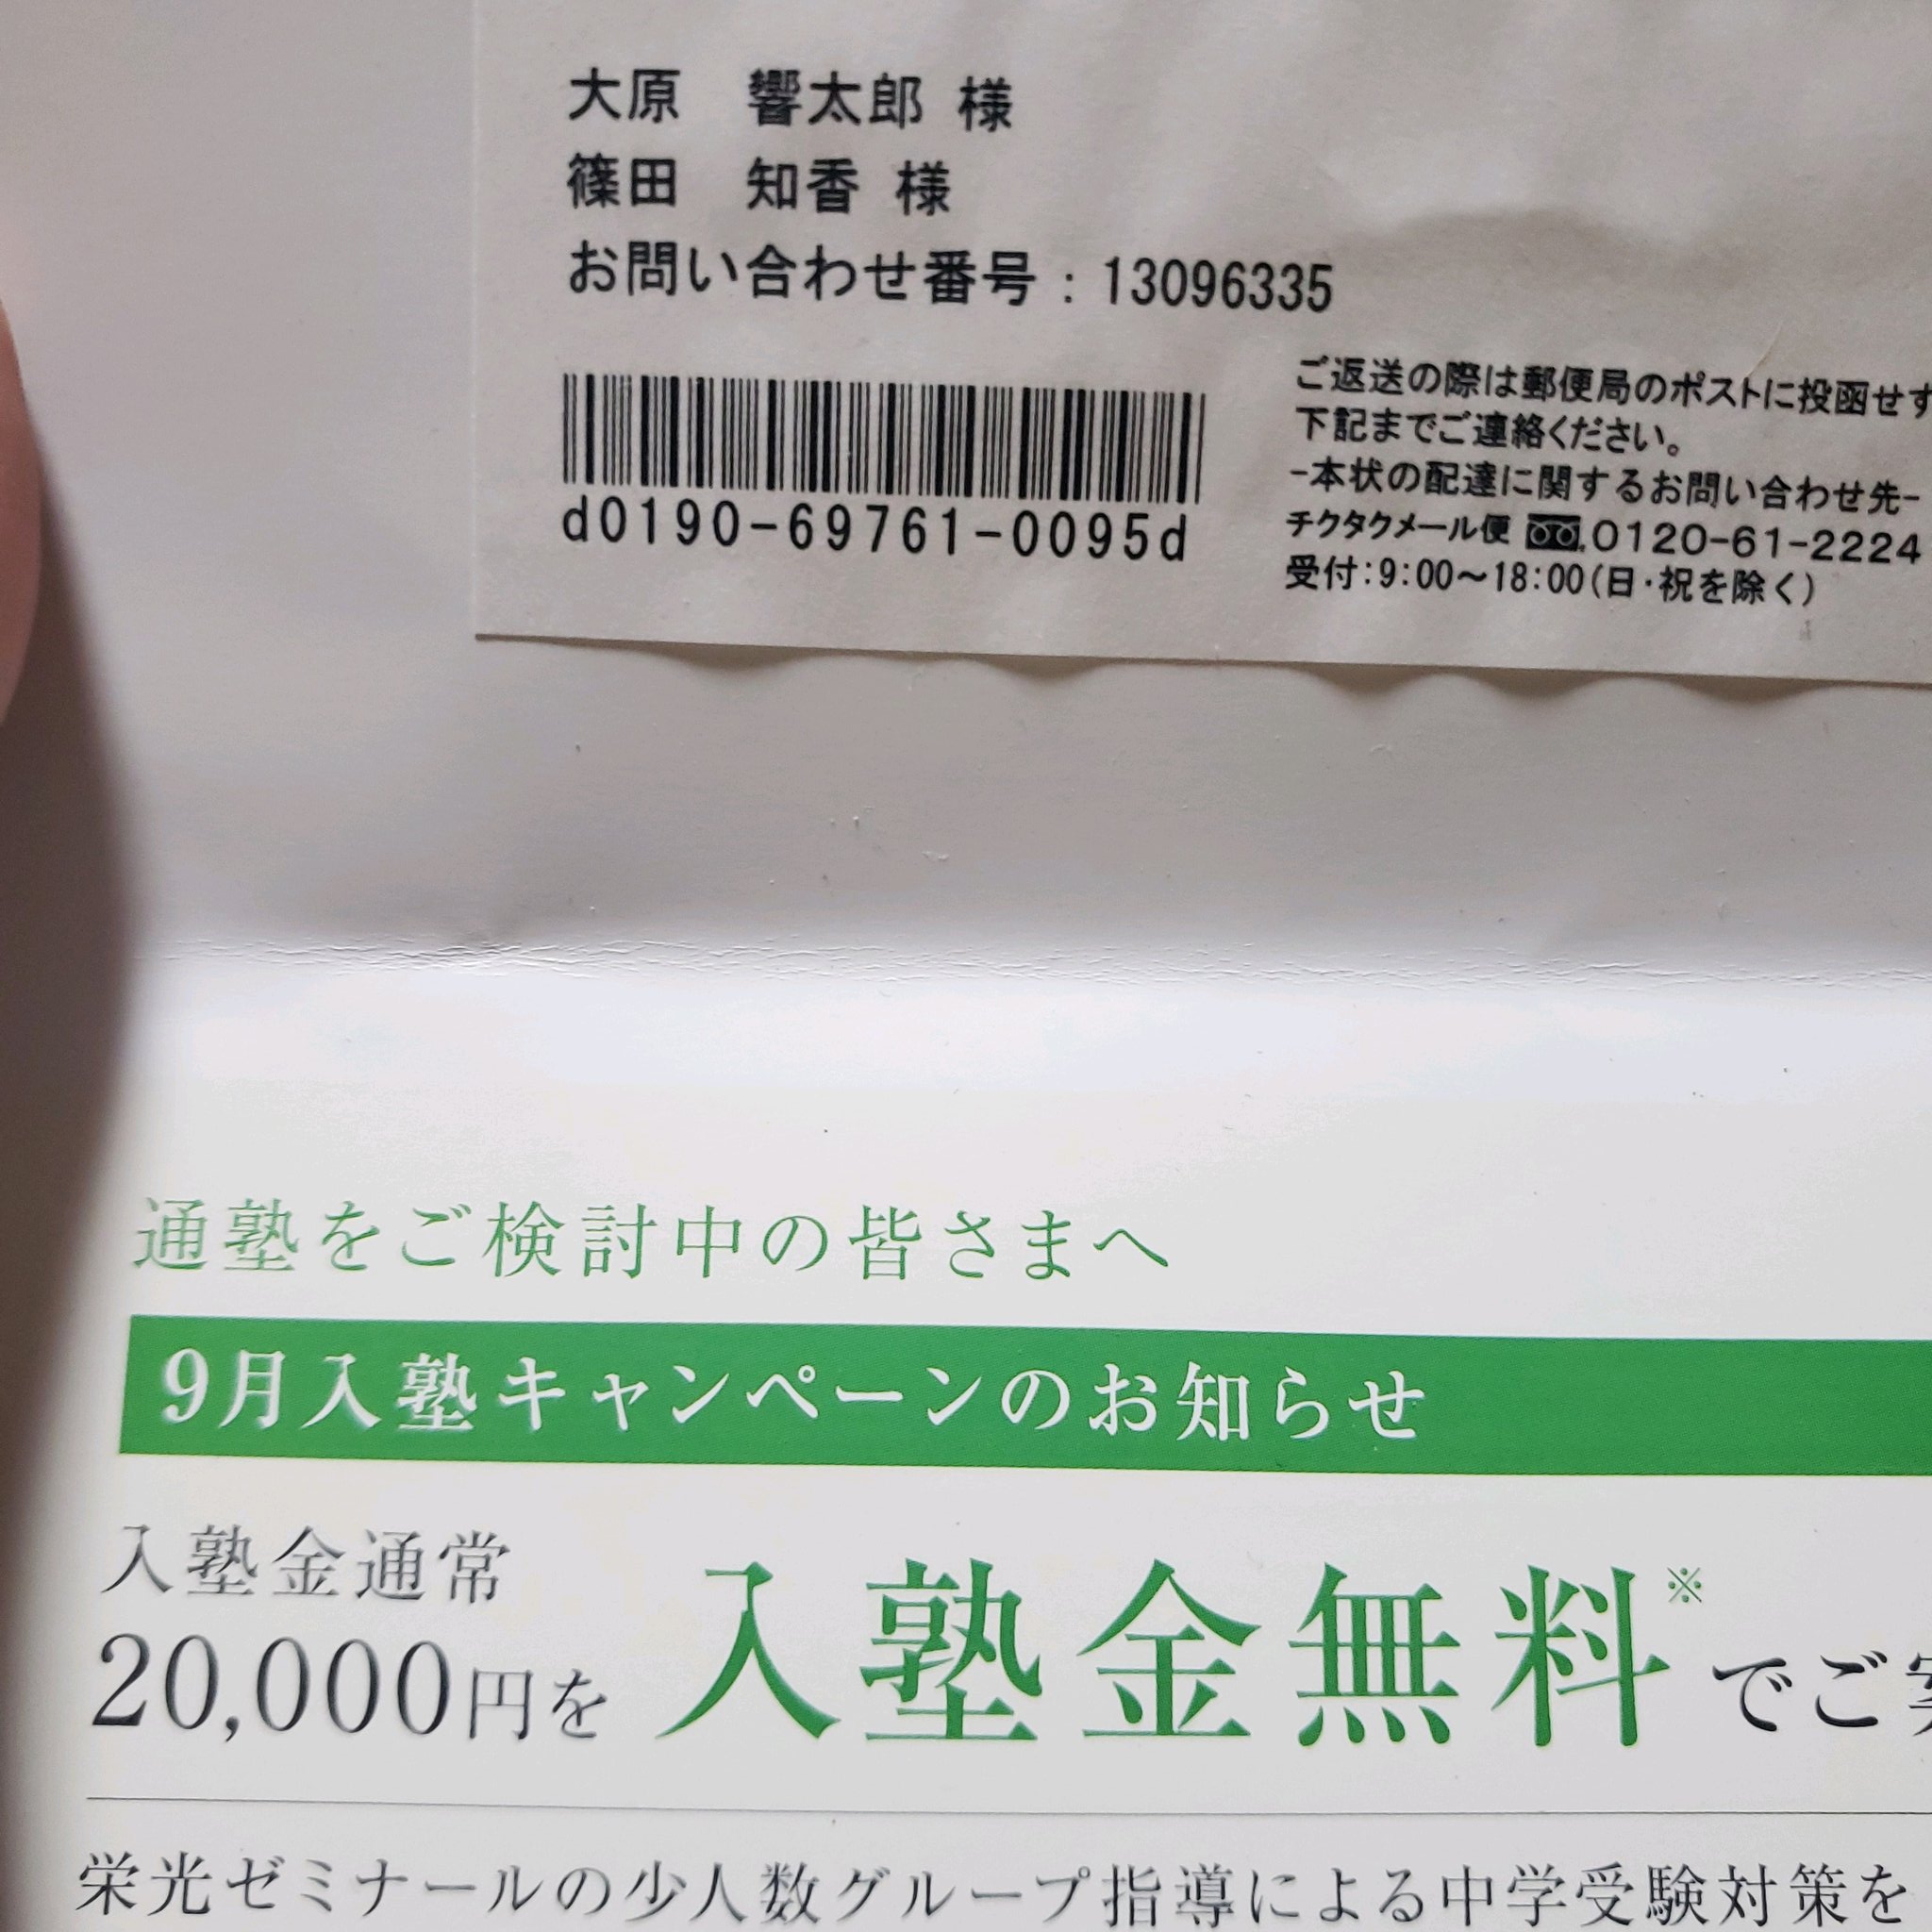 大原　響太郎 様
篠田　知香 様
お問い合わせ番号：13096335
d0190-69761-0095d
ご返送の際は郵便局のポストに投函せず
下記までご連絡ください。
-本状の配達に関するお問い合わせ先-
チクタクメール便 0120-61-2224
受付:9:00～18:00(日・祝を除く)
通塾をご検討中の皆さまへ
9月入塾キャンペーンのお知らせ
入塾金通常
20,000円を 入塾金無料※でご
栄光ゼミナールの少人数グループ指導による中学受験対策を